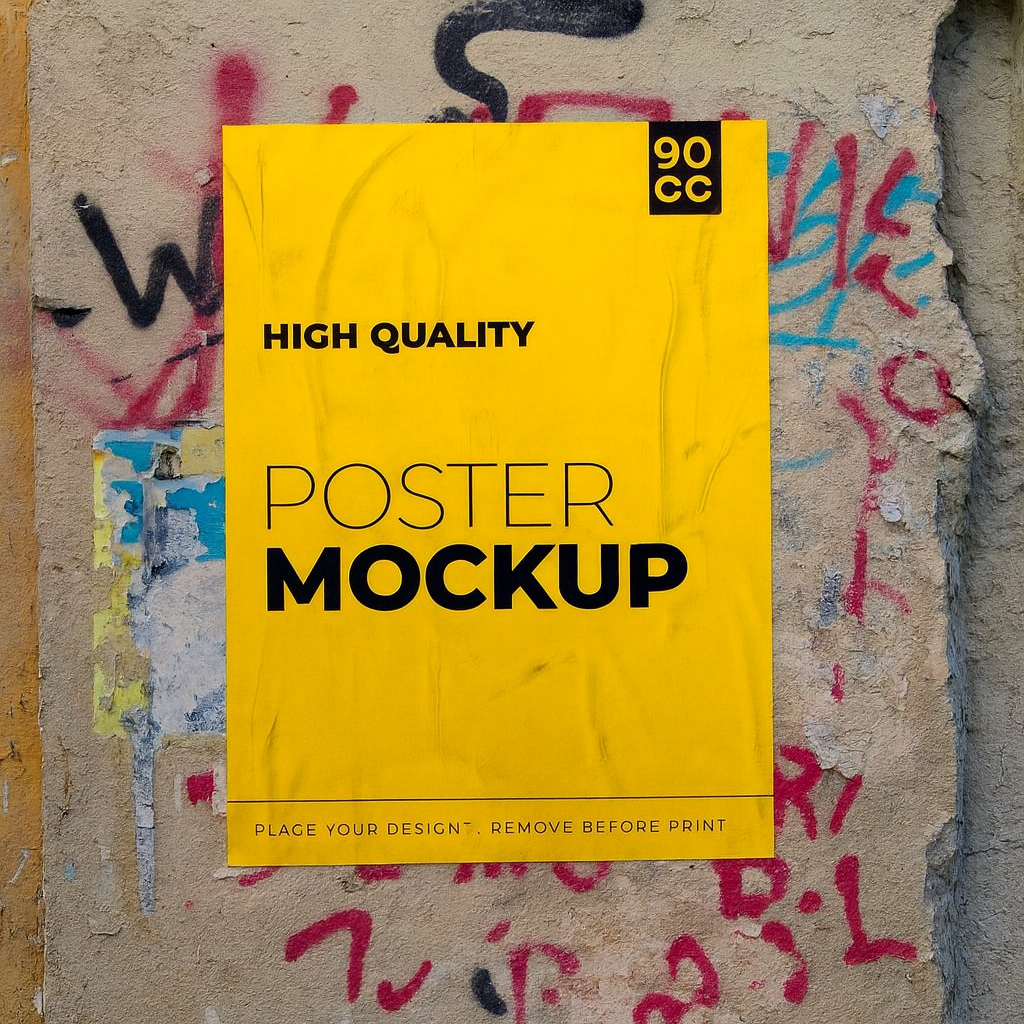 90
CC
HIGH QUALITY
POSTER
MOCKUP
PLAGE YOUR DESIGN REMOVE BEFORE PRINT
W